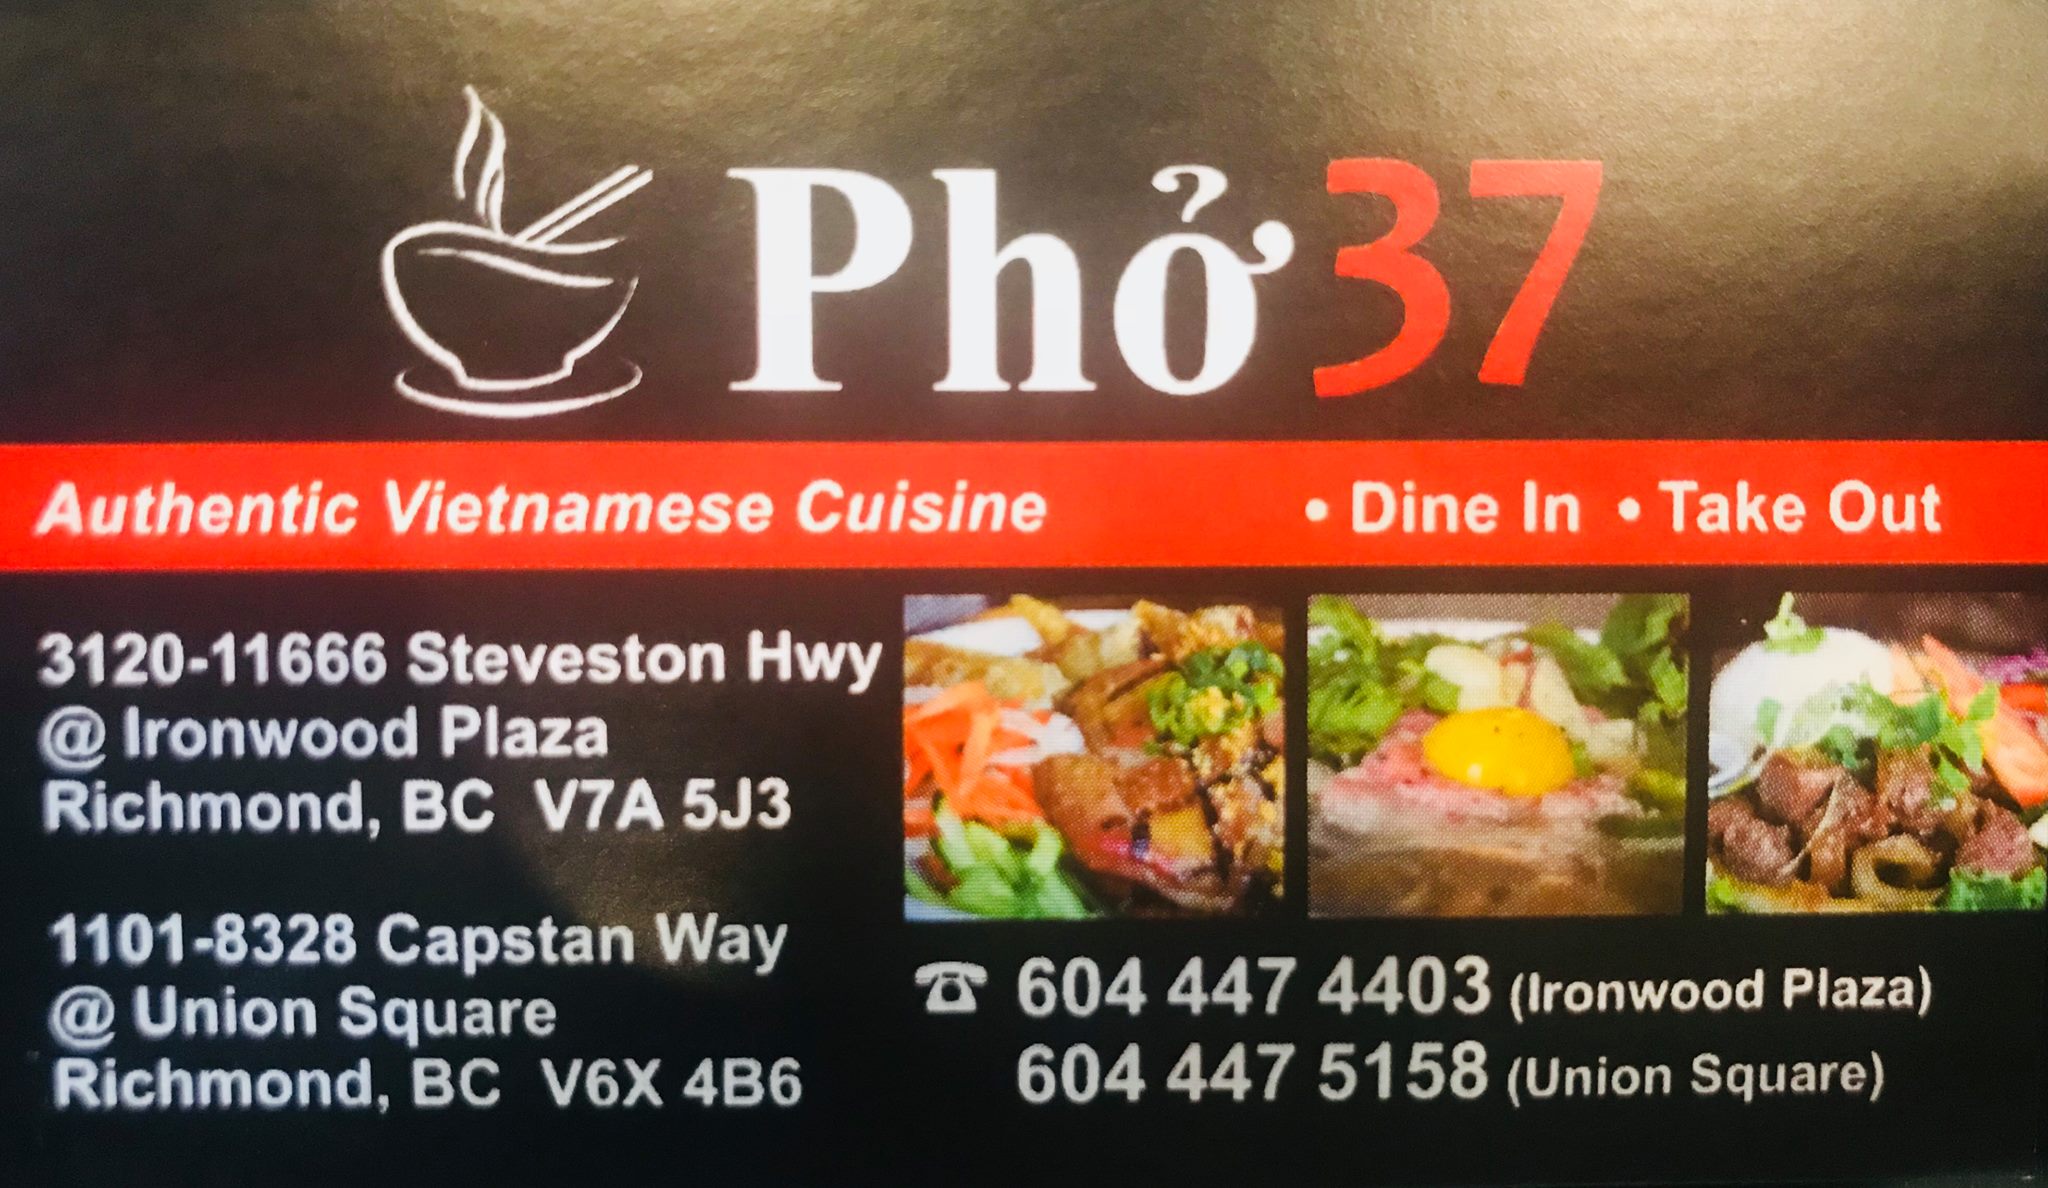 Phở 37
Authentic Vietnamese Cuisine • Dine In • Take Out
3120-11666 Steveston Hwy
@ Ironwood Plaza
Richmond, BC V7A 5J3
1101-8328 Capstan Way
@ Union Square
Richmond, BC V6X 4B6
☎ 604 447 4403 (Ironwood Plaza)
604 447 5158 (Union Square)